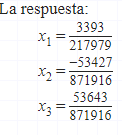 La respuesta:
x₁ = 3393/217979
x₂ = -53427/871916
x₃ = 53643/871916